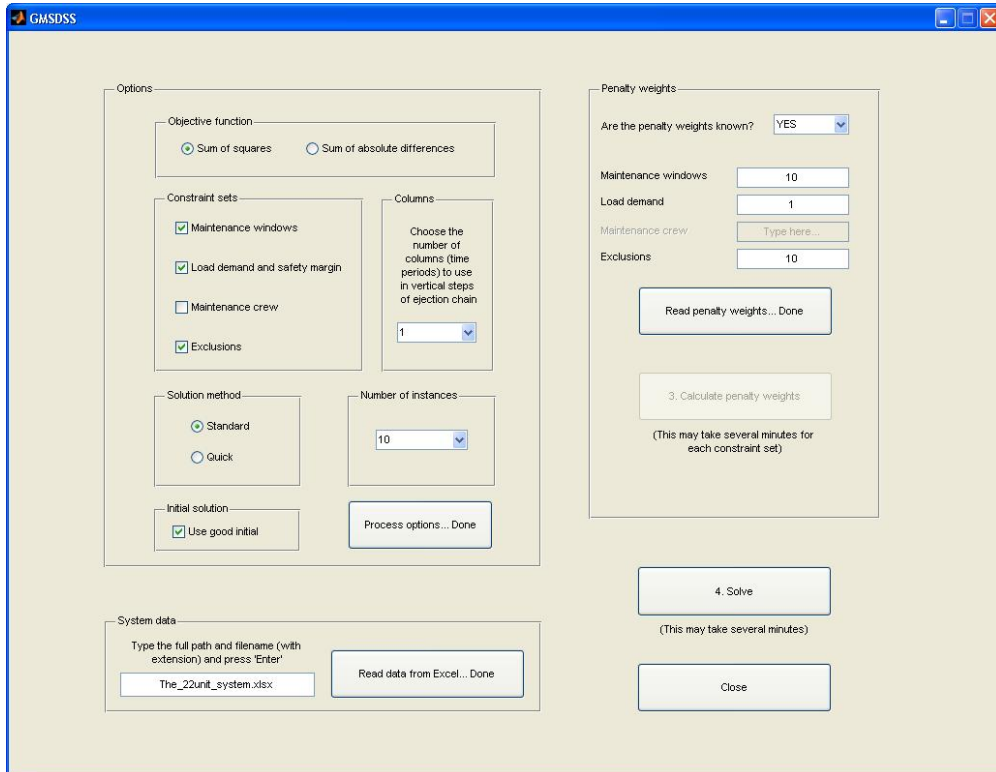 GMSDSS
Options
Objective function
Sum of squares
Sum of absolute differences
Constraint sets
Maintenance windows
Load demand and safety margin
Maintenance crew
Exclusions
Columns
Choose the
number of
columns (time
periods) to use
in vertical steps
of ejection chain
1
Solution method
Standard
Quick
Number of instances
10
Initial solution
Use good initial
Process options... Done
System data
Type the full path and filename (with
extension) and press 'Enter'
The_22unit_system.xlsx
Read data from Excel... Done
Penalty weights
Are the penalty weights known?
YES
Maintenance windows
10
Load demand
1
Maintenance crew
Type here...
Exclusions
10
Read penalty weights... Done
3. Calculate penalty weights
(This may take several minutes for
each constraint set)
4. Solve
(This may take several minutes)
Close